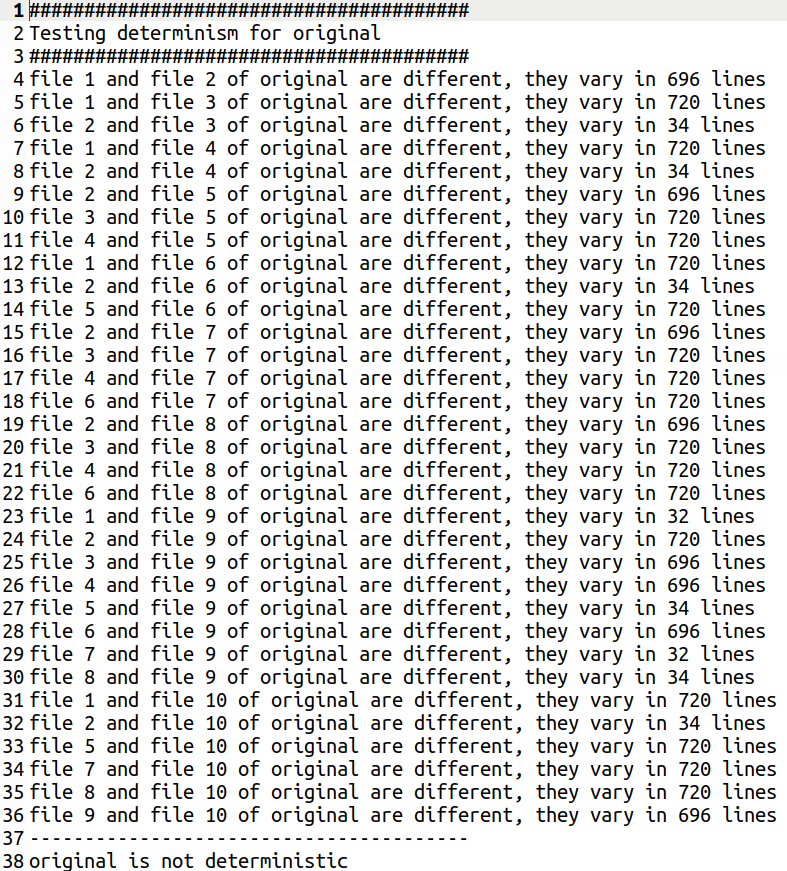 1 ########################################
2 Testing determinism for original
3 ########################################
4 file 1 and file 2 of original are different, they vary in 696 lines
5 file 1 and file 3 of original are different, they vary in 720 lines
6 file 2 and file 3 of original are different, they vary in 34 lines
7 file 1 and file 4 of original are different, they vary in 720 lines
8 file 2 and file 4 of original are different, they vary in 34 lines
9 file 2 and file 5 of original are different, they vary in 696 lines
10 file 3 and file 5 of original are different, they vary in 720 lines
11 file 4 and file 5 of original are different, they vary in 720 lines
12 file 1 and file 6 of original are different, they vary in 720 lines
13 file 2 and file 6 of original are different, they vary in 34 lines
14 file 5 and file 6 of original are different, they vary in 720 lines
15 file 2 and file 7 of original are different, they vary in 696 lines
16 file 3 and file 7 of original are different, they vary in 720 lines
17 file 4 and file 7 of original are different, they vary in 720 lines
18 file 6 and file 7 of original are different, they vary in 720 lines
19 file 2 and file 8 of original are different, they vary in 696 lines
20 file 3 and file 8 of original are different, they vary in 720 lines
21 file 4 and file 8 of original are different, they vary in 720 lines
22 file 6 and file 8 of original are different, they vary in 720 lines
23 file 1 and file 9 of original are different, they vary in 32 lines
24 file 2 and file 9 of original are different, they vary in 720 lines
25 file 3 and file 9 of original are different, they vary in 696 lines
26 file 4 and file 9 of original are different, they vary in 696 lines
27 file 5 and file 9 of original are different, they vary in 34 lines
28 file 6 and file 9 of original are different, they vary in 696 lines
29 file 7 and file 9 of original are different, they vary in 32 lines
30 file 8 and file 9 of original are different, they vary in 34 lines
31 file 1 and file 10 of original are different, they vary in 720 lines
32 file 2 and file 10 of original are different, they vary in 34 lines
33 file 5 and file 10 of original are different, they vary in 720 lines
34 file 7 and file 10 of original are different, they vary in 720 lines
35 file 8 and file 10 of original are different, they vary in 720 lines
36 file 9 and file 10 of original are different, they vary in 696 lines
37 ----------------------------------------
38 original is not deterministic